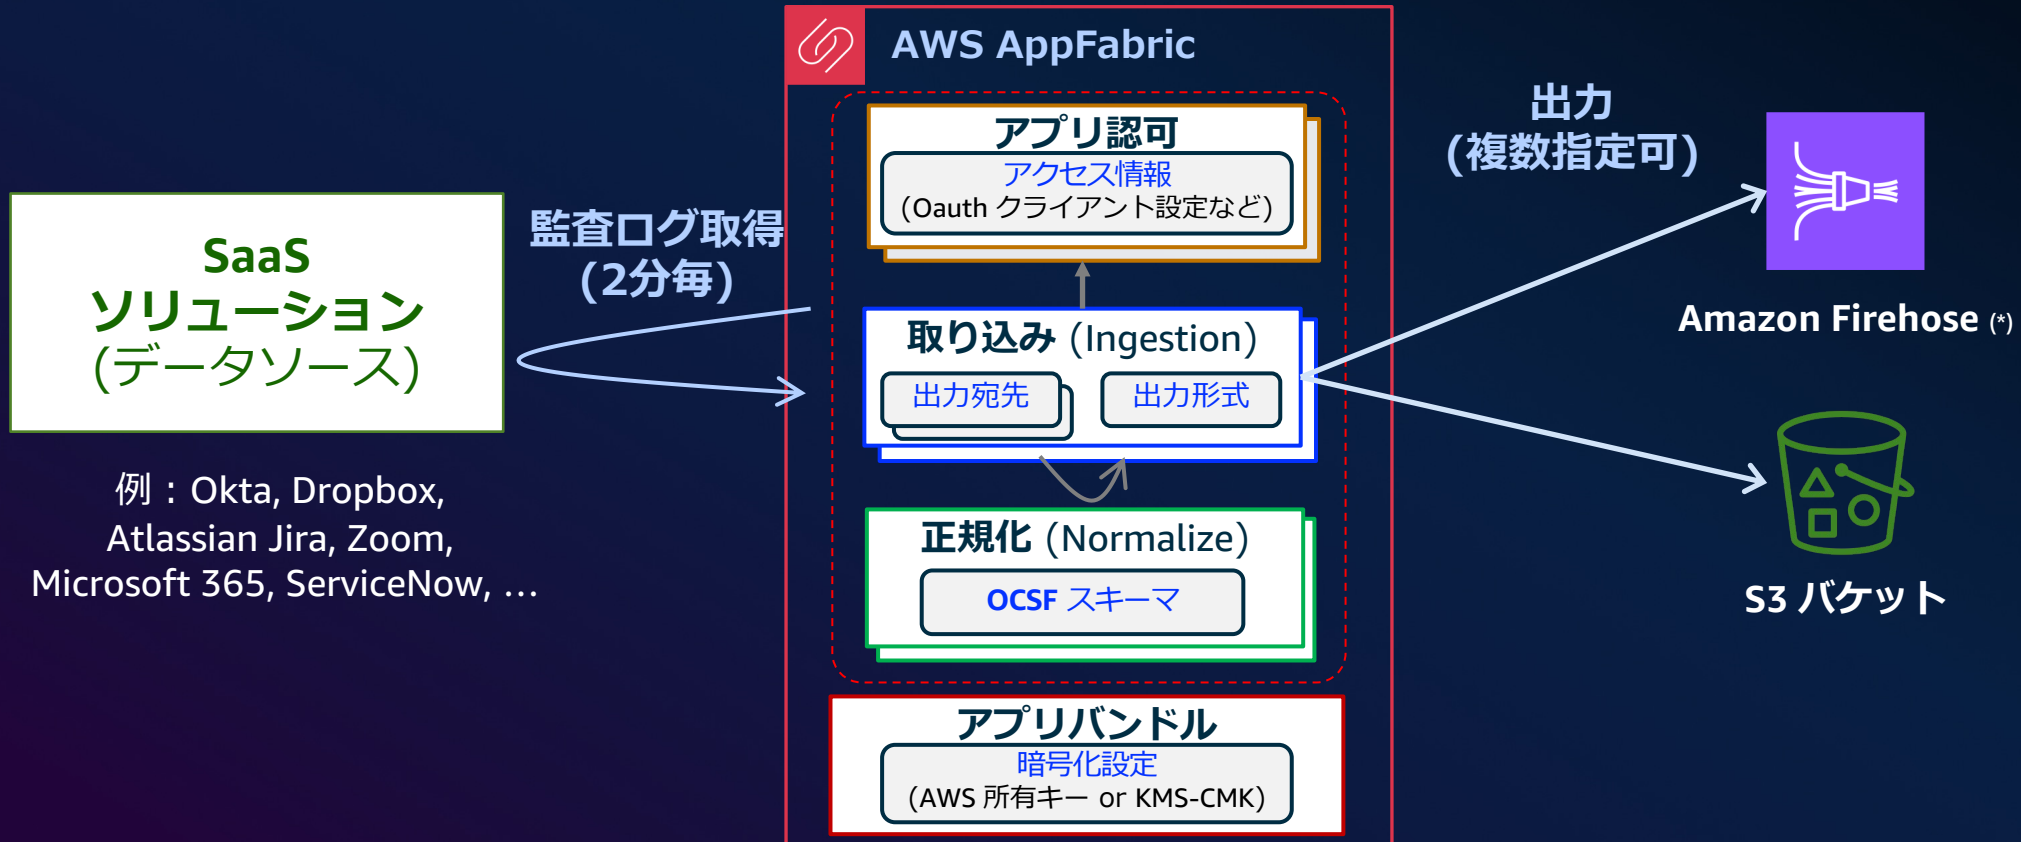 AWS AppFabric
SaaS
ソリューション
(データソース)
例：Okta, Dropbox,
Atlassian Jira, Zoom,
Microsoft 365, ServiceNow, …
監査ログ取得
(2分毎)
アプリ認可
アクセス情報
(Oauth クライアント設定など)
取り込み (Ingestion)
出力宛先
出力形式
正規化 (Normalize)
OCSF スキーマ
アプリバンドル
暗号化設定
(AWS 所有キー or KMS-CMK)
出力
(複数指定可)
Amazon Firehose (*)
S3 バケット